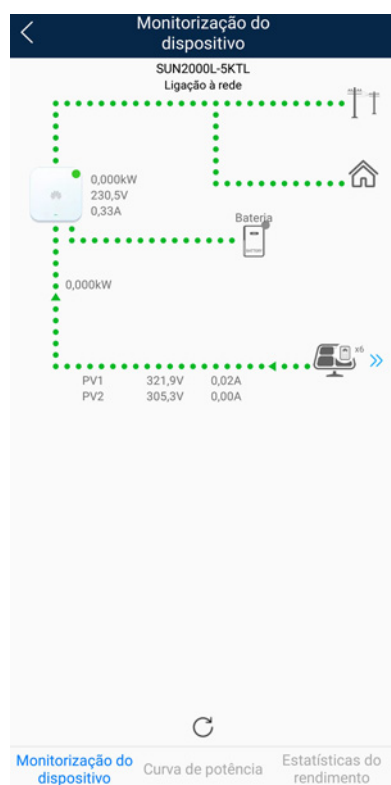 Monitorização do
dispositivo
SUN2000L-5KTL
Ligação à rede
0,000kW
230,5V
0,33A
Bateria
BATTERY
0,000kW
x6
PV1 321,9V 0,02A
PV2 305,3V 0,00A
Monitorização do
dispositivo
Curva de potência
Estatísticas do
rendimento